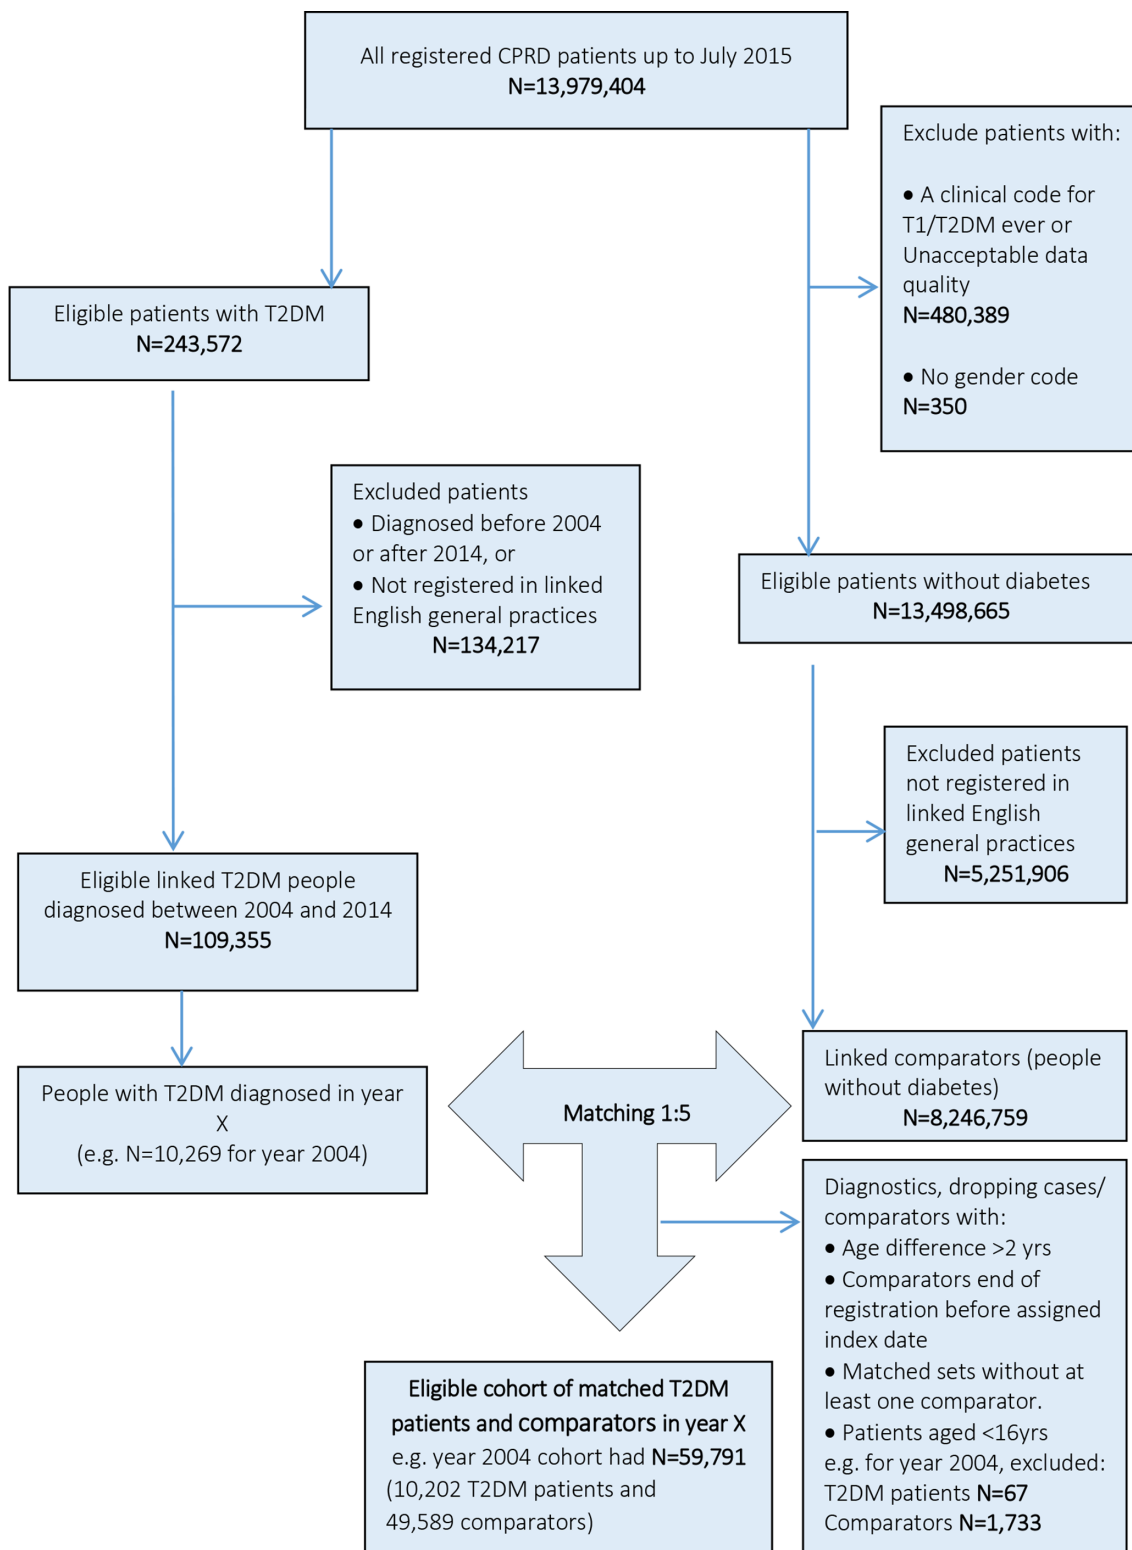 All registered CPRD patients up to July 2015
N=13,979,404
Exclude patients with:
• A clinical code for
T1/T2DM ever or
Unacceptable data
quality
N=480,389
• No gender code
N=350
Eligible patients with T2DM
N=243,572
Excluded patients
• Diagnosed before 2004
or after 2014, or
• Not registered in linked
English general practices
N=134,217
Eligible patients without diabetes
N=13,498,665
Excluded patients
not registered in
linked English
general practices
N=5,251,906
Eligible linked T2DM people
diagnosed between 2004 and 2014
N=109,355
People with T2DM diagnosed in year
X
(e.g. N=10,269 for year 2004)
Matching 1:5
Linked comparators (people
without diabetes)
N=8,246,759
Diagnostics, dropping cases/
comparators with:
• Age difference >2 yrs
• Comparators end of
registration before assigned
index date
• Matched sets without at
least one comparator.
• Patients aged <16yrs
e.g. for year 2004, excluded:
T2DM patients N=67
Comparators N=1,733
Eligible cohort of matched T2DM
patients and comparators in year X
e.g. year 2004 cohort had N=59,791
(10,202 T2DM patients and
49,589 comparators)